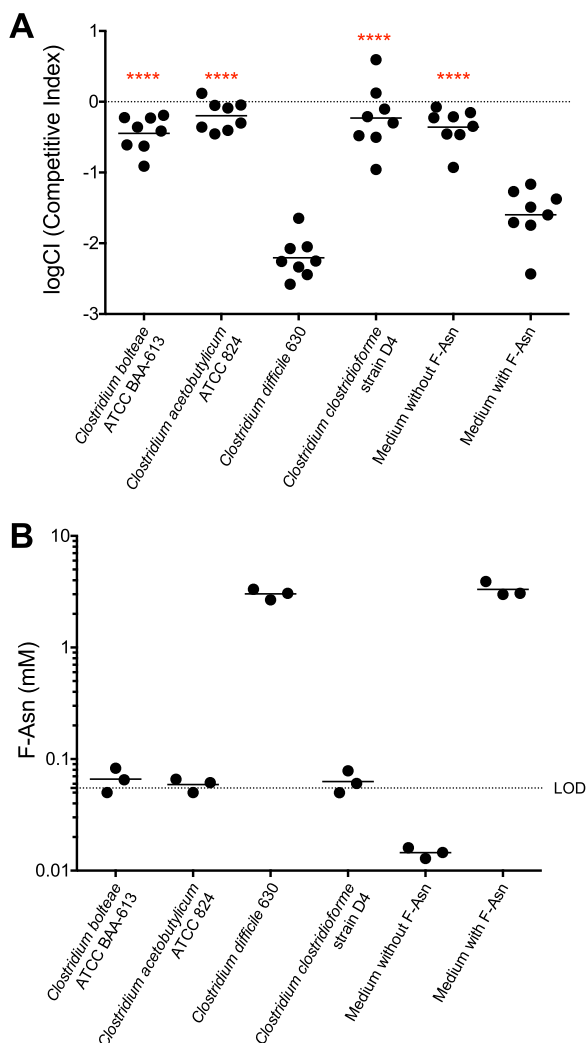 A
logCI (Competitive Index)
1
0
-1
-2
-3
****
****
****
****
Clostridium bolteae
ATCC BAA-613
Clostridium acetobutylicum
ATCC 824
Clostridium difficile 630
Clostridium clostridioforme
strain D4
Medium without F-Asn
Medium with F-Asn
B
F-Asn (mM)
10
1
0.1
0.01
LOD
Clostridium bolteae
ATCC BAA-613
Clostridium acetobutylicum
ATCC 824
Clostridium difficile 630
Clostridium clostridioforme
strain D4
Medium without F-Asn
Medium with F-Asn